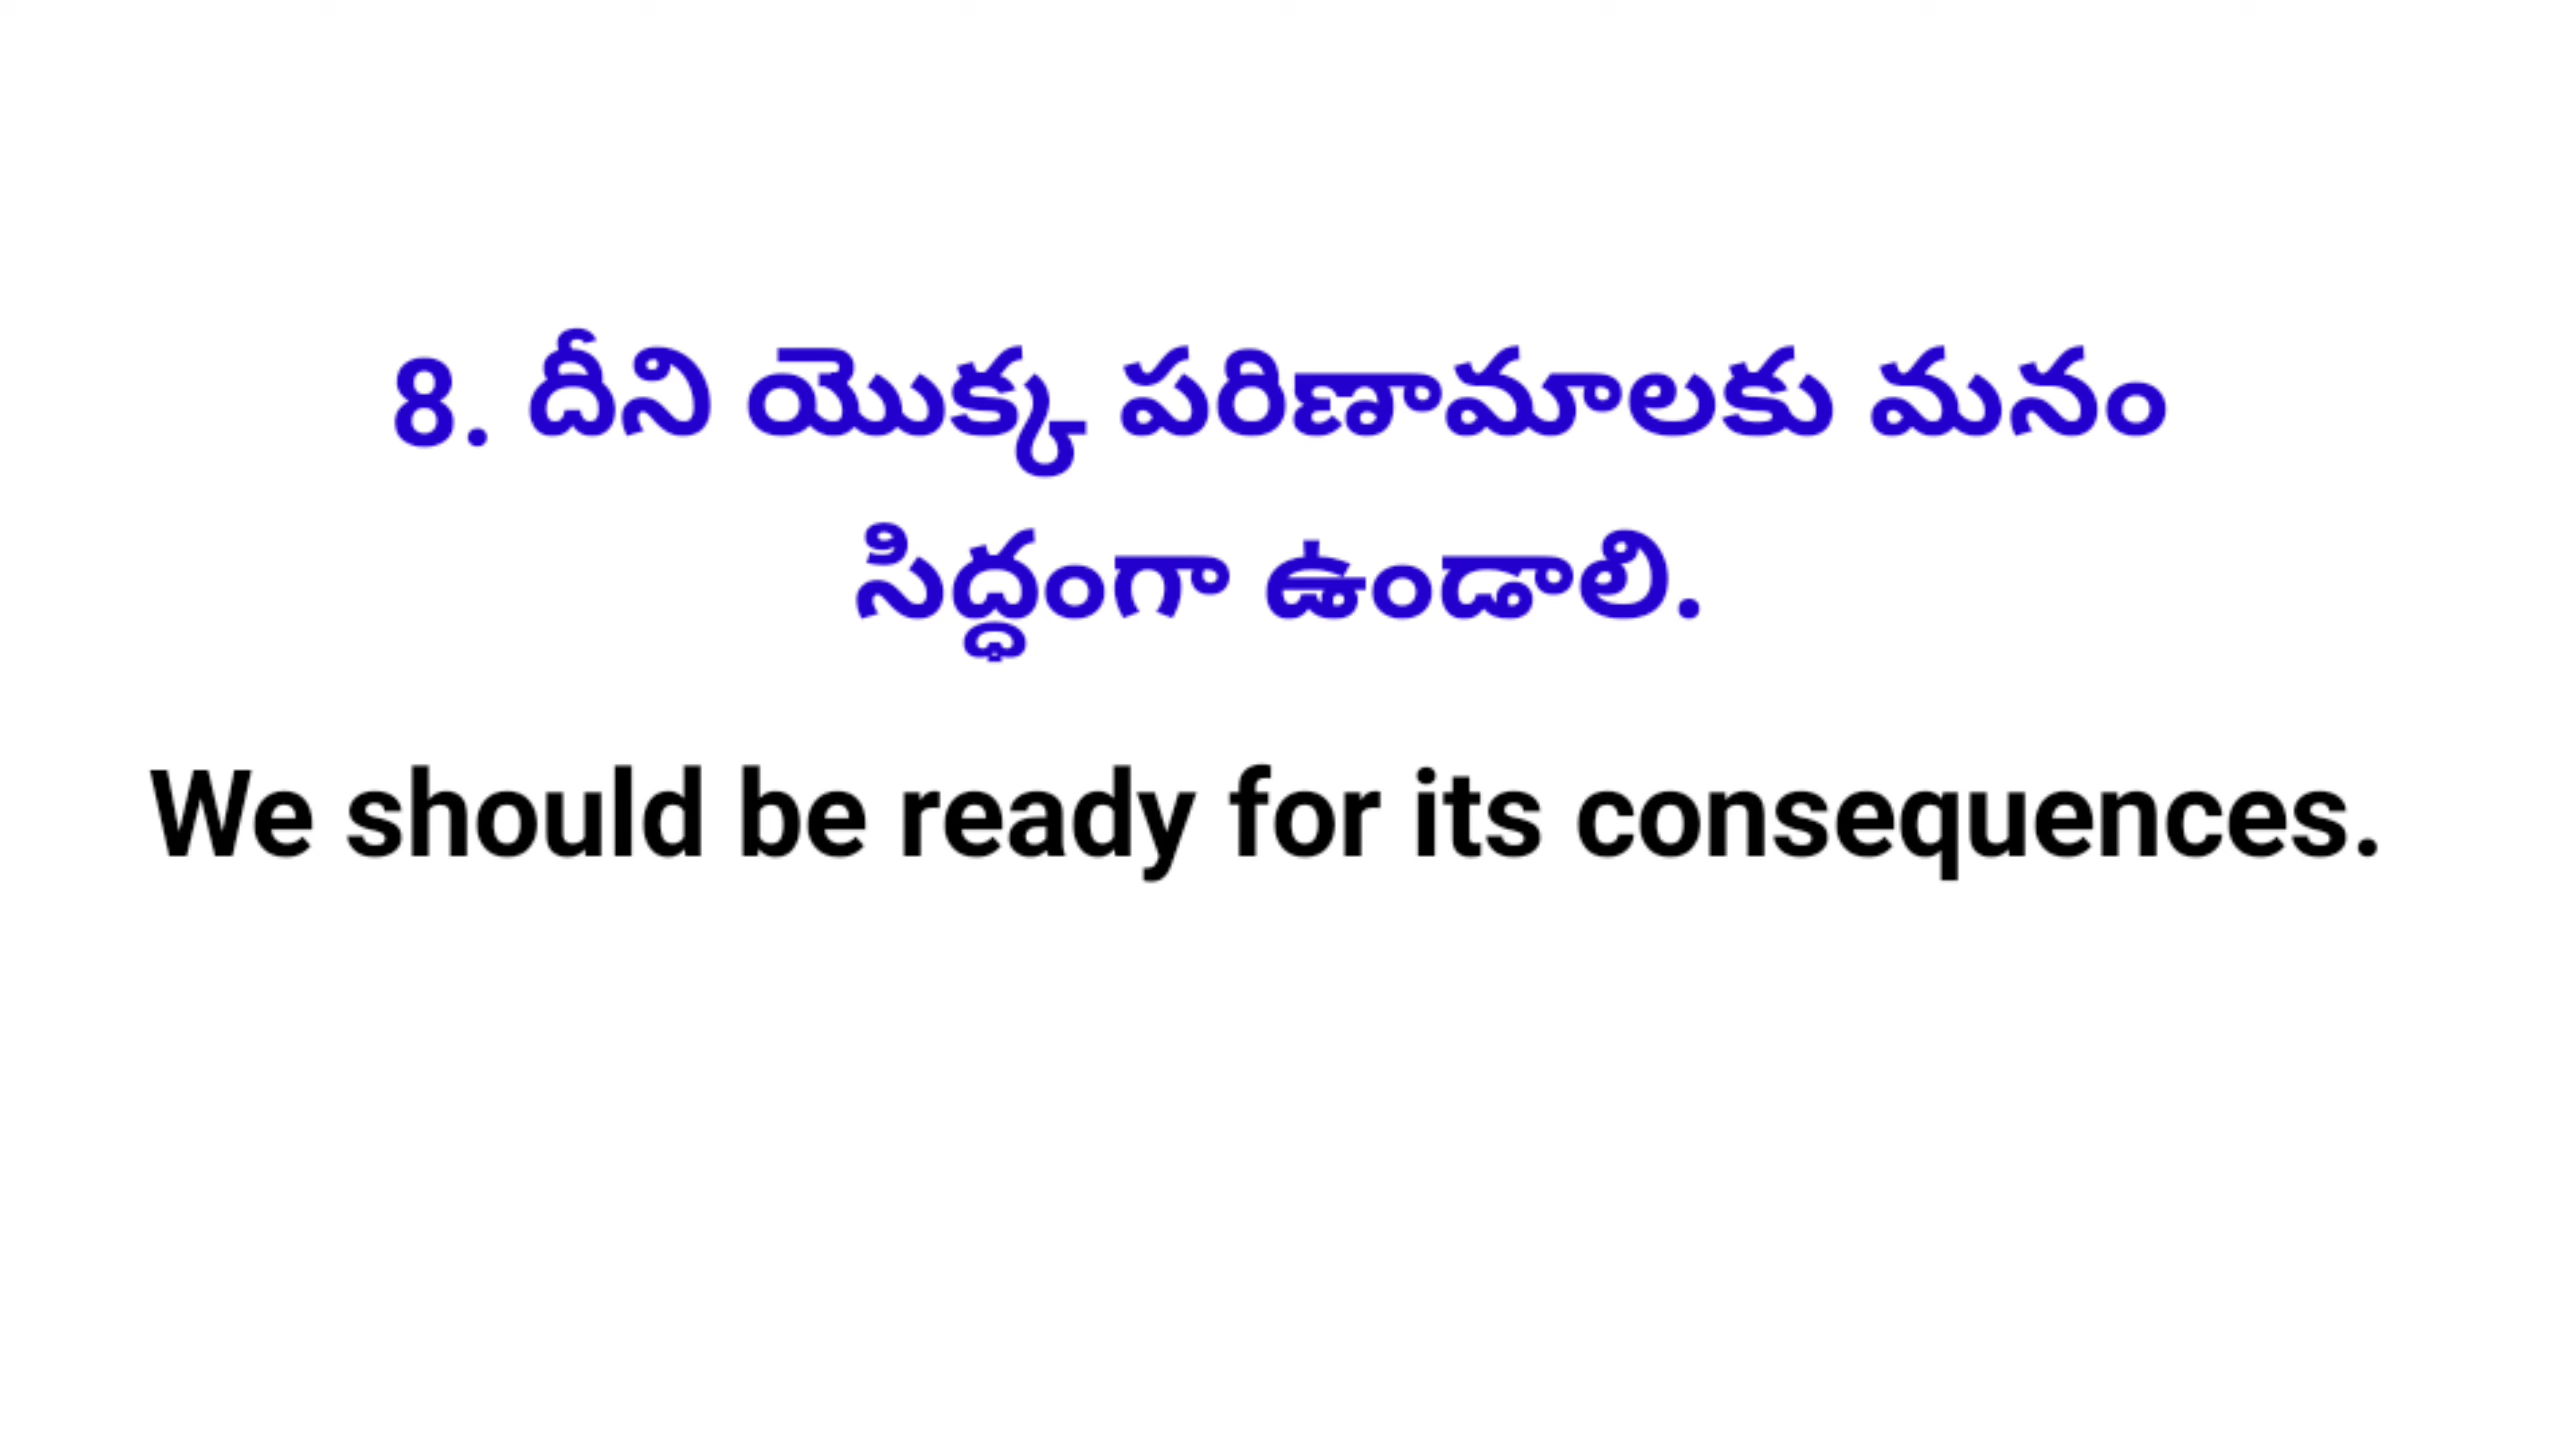 8. దీని యొక్క పరిణామాలకు మనం
సిద్ధంగా ఉండాలి.
We should be ready for its consequences.